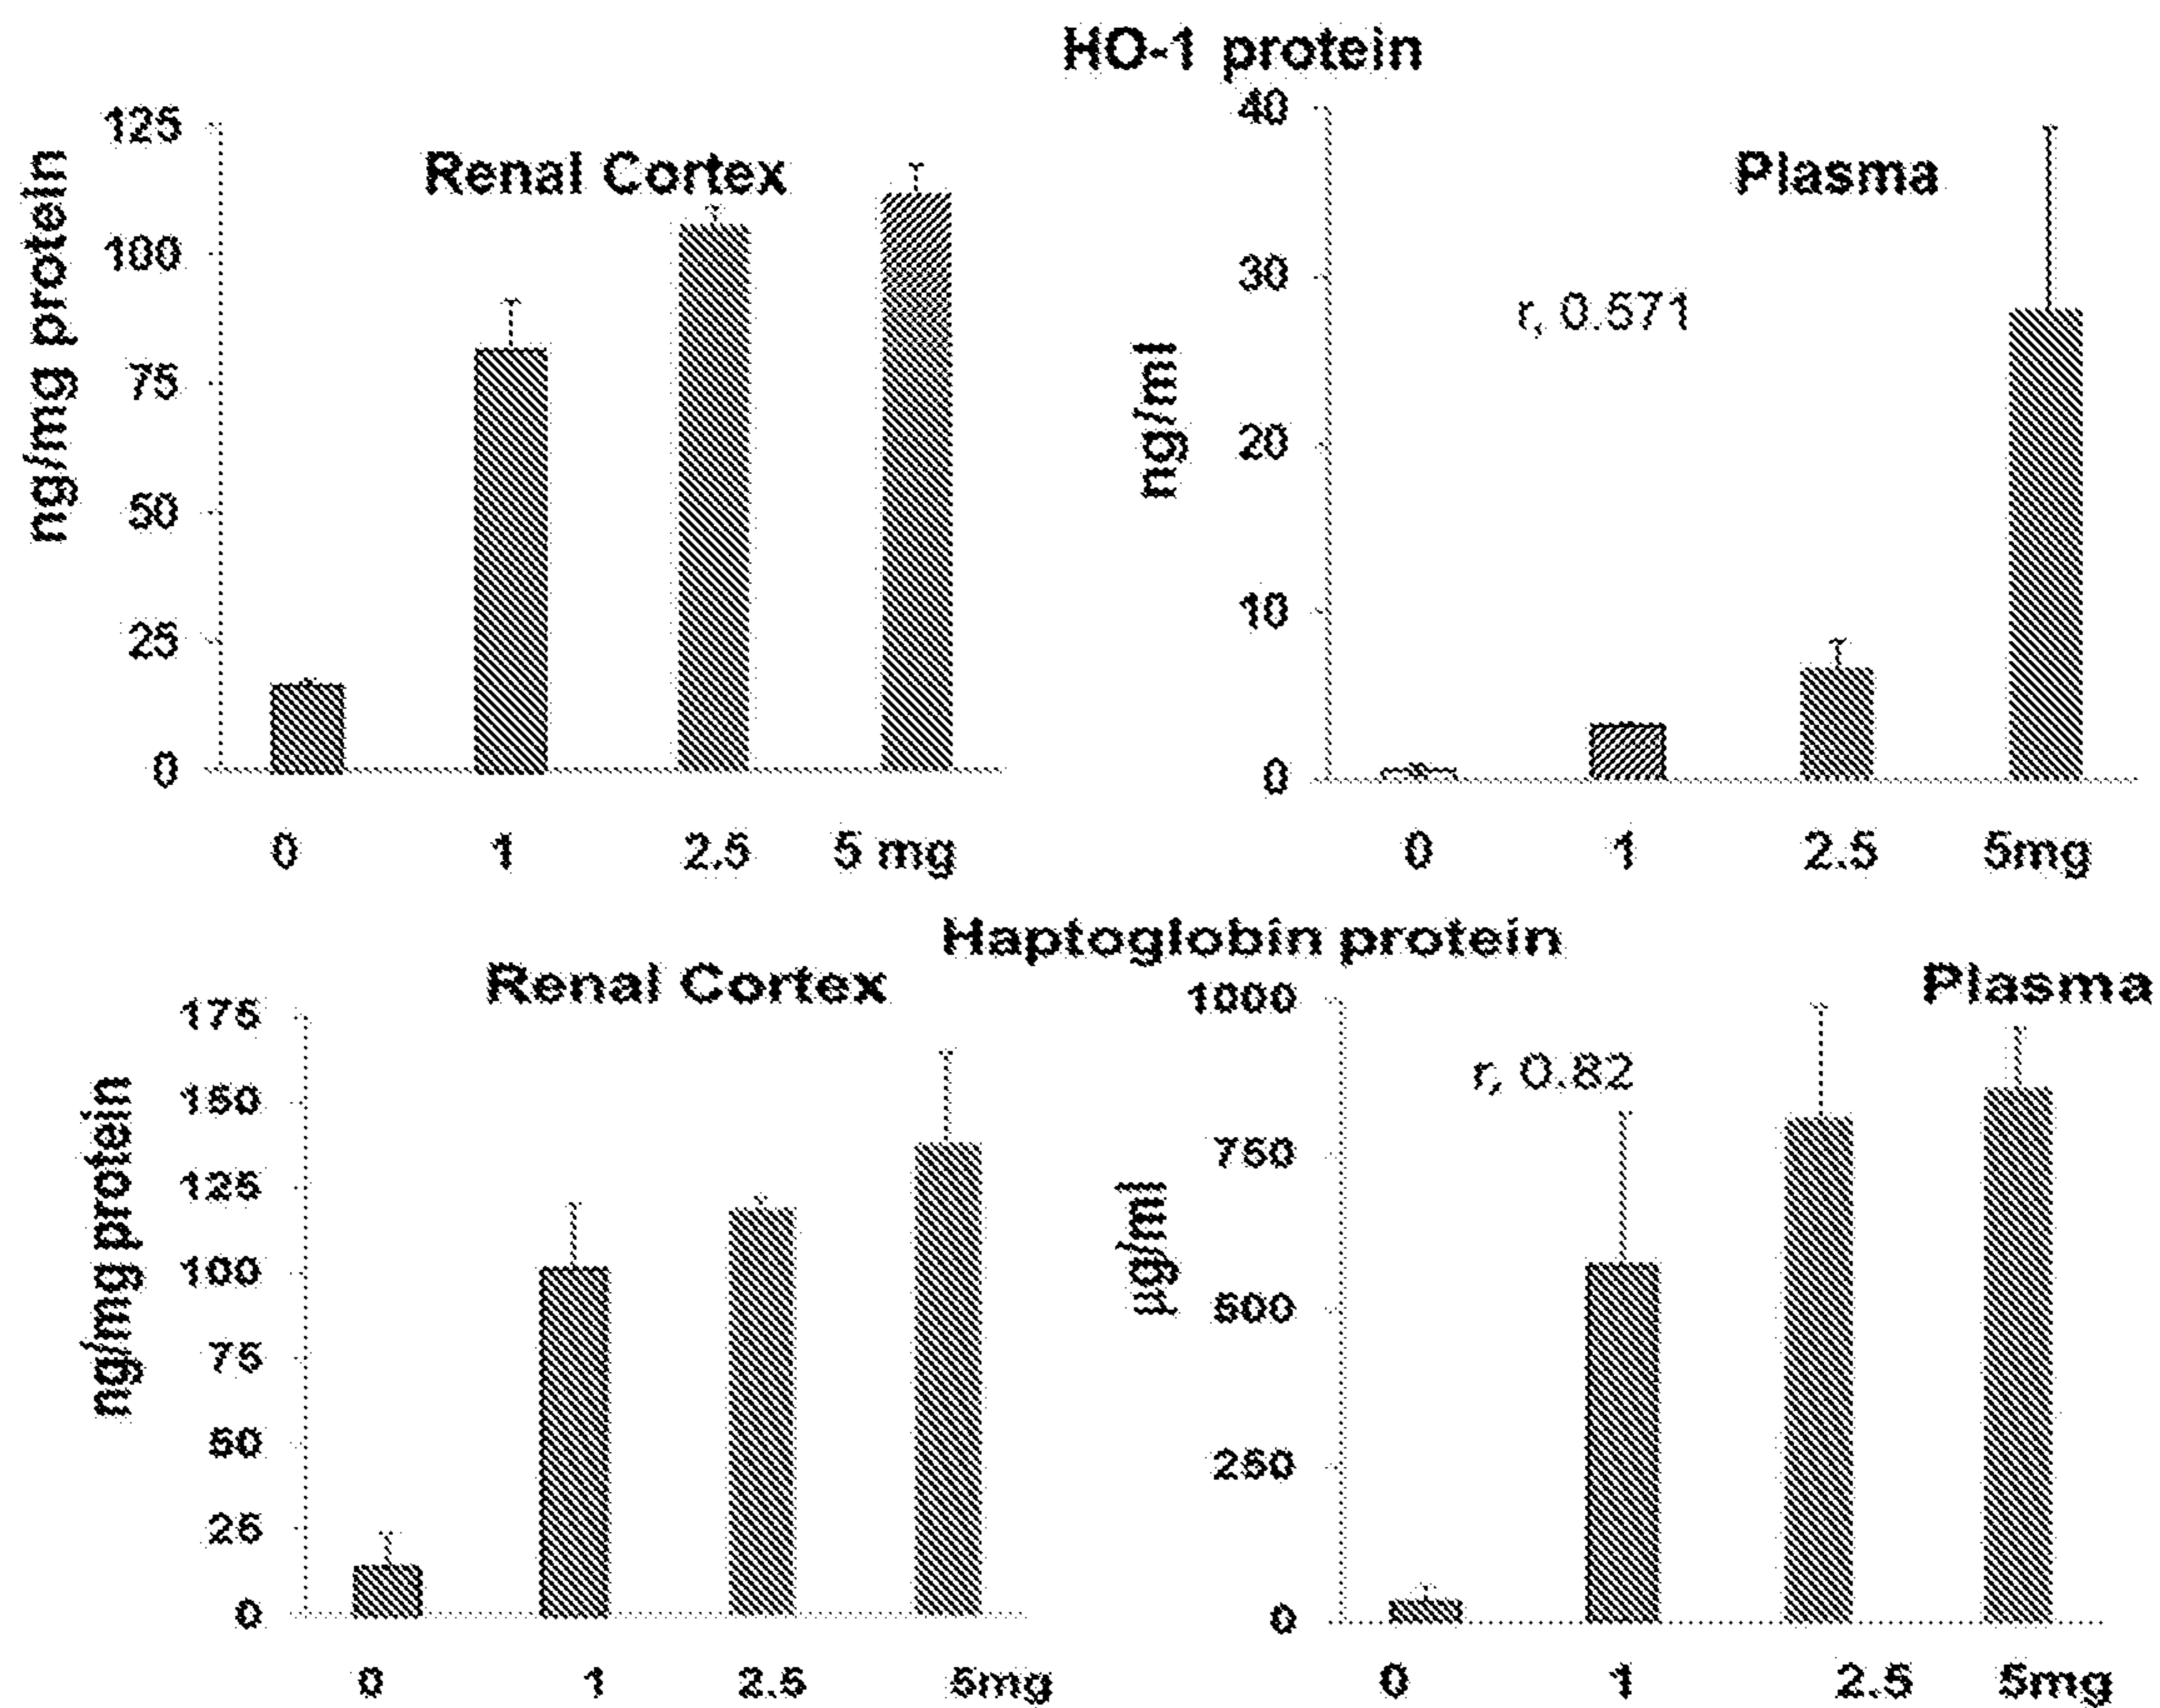 HO-1 protein
Renal Cortex
ng/mg protein
125
100
75
50
25
0
0 1 2.5 5 mg
Plasma
r, 0.571
ng/ml
40
30
20
10
0
0 1 2.5 5mg
Haptoglobin protein
Renal Cortex
ng/mg protein
175
150
125
100
75
50
25
0
0 1 2.5 5mg
Plasma
r, 0.82
µg/ml
1000
750
500
250
0
0 1 2.5 5mg